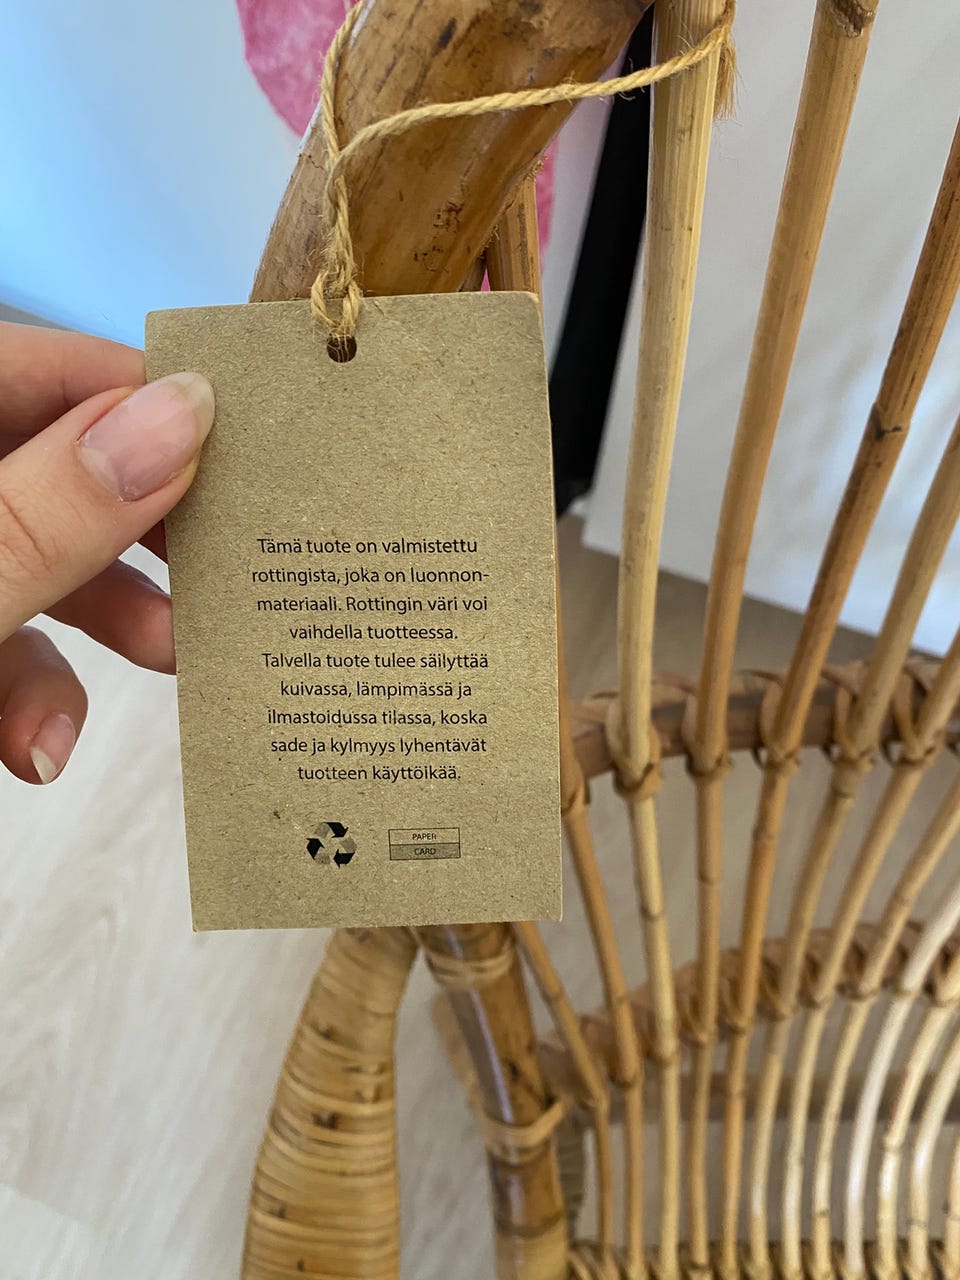 Tämä tuote on valmistettu
rottingista, joka on luonnon-
materiaali. Rottingin väri voi
vaihdella tuotteessa.
Talvella tuote tulee säilyttää
kuivassa, lämpimässä ja
ilmastoidussa tilassa, koska
sade ja kylmyys lyhentävät
tuotteen käyttöikää.
PAPER
CARD